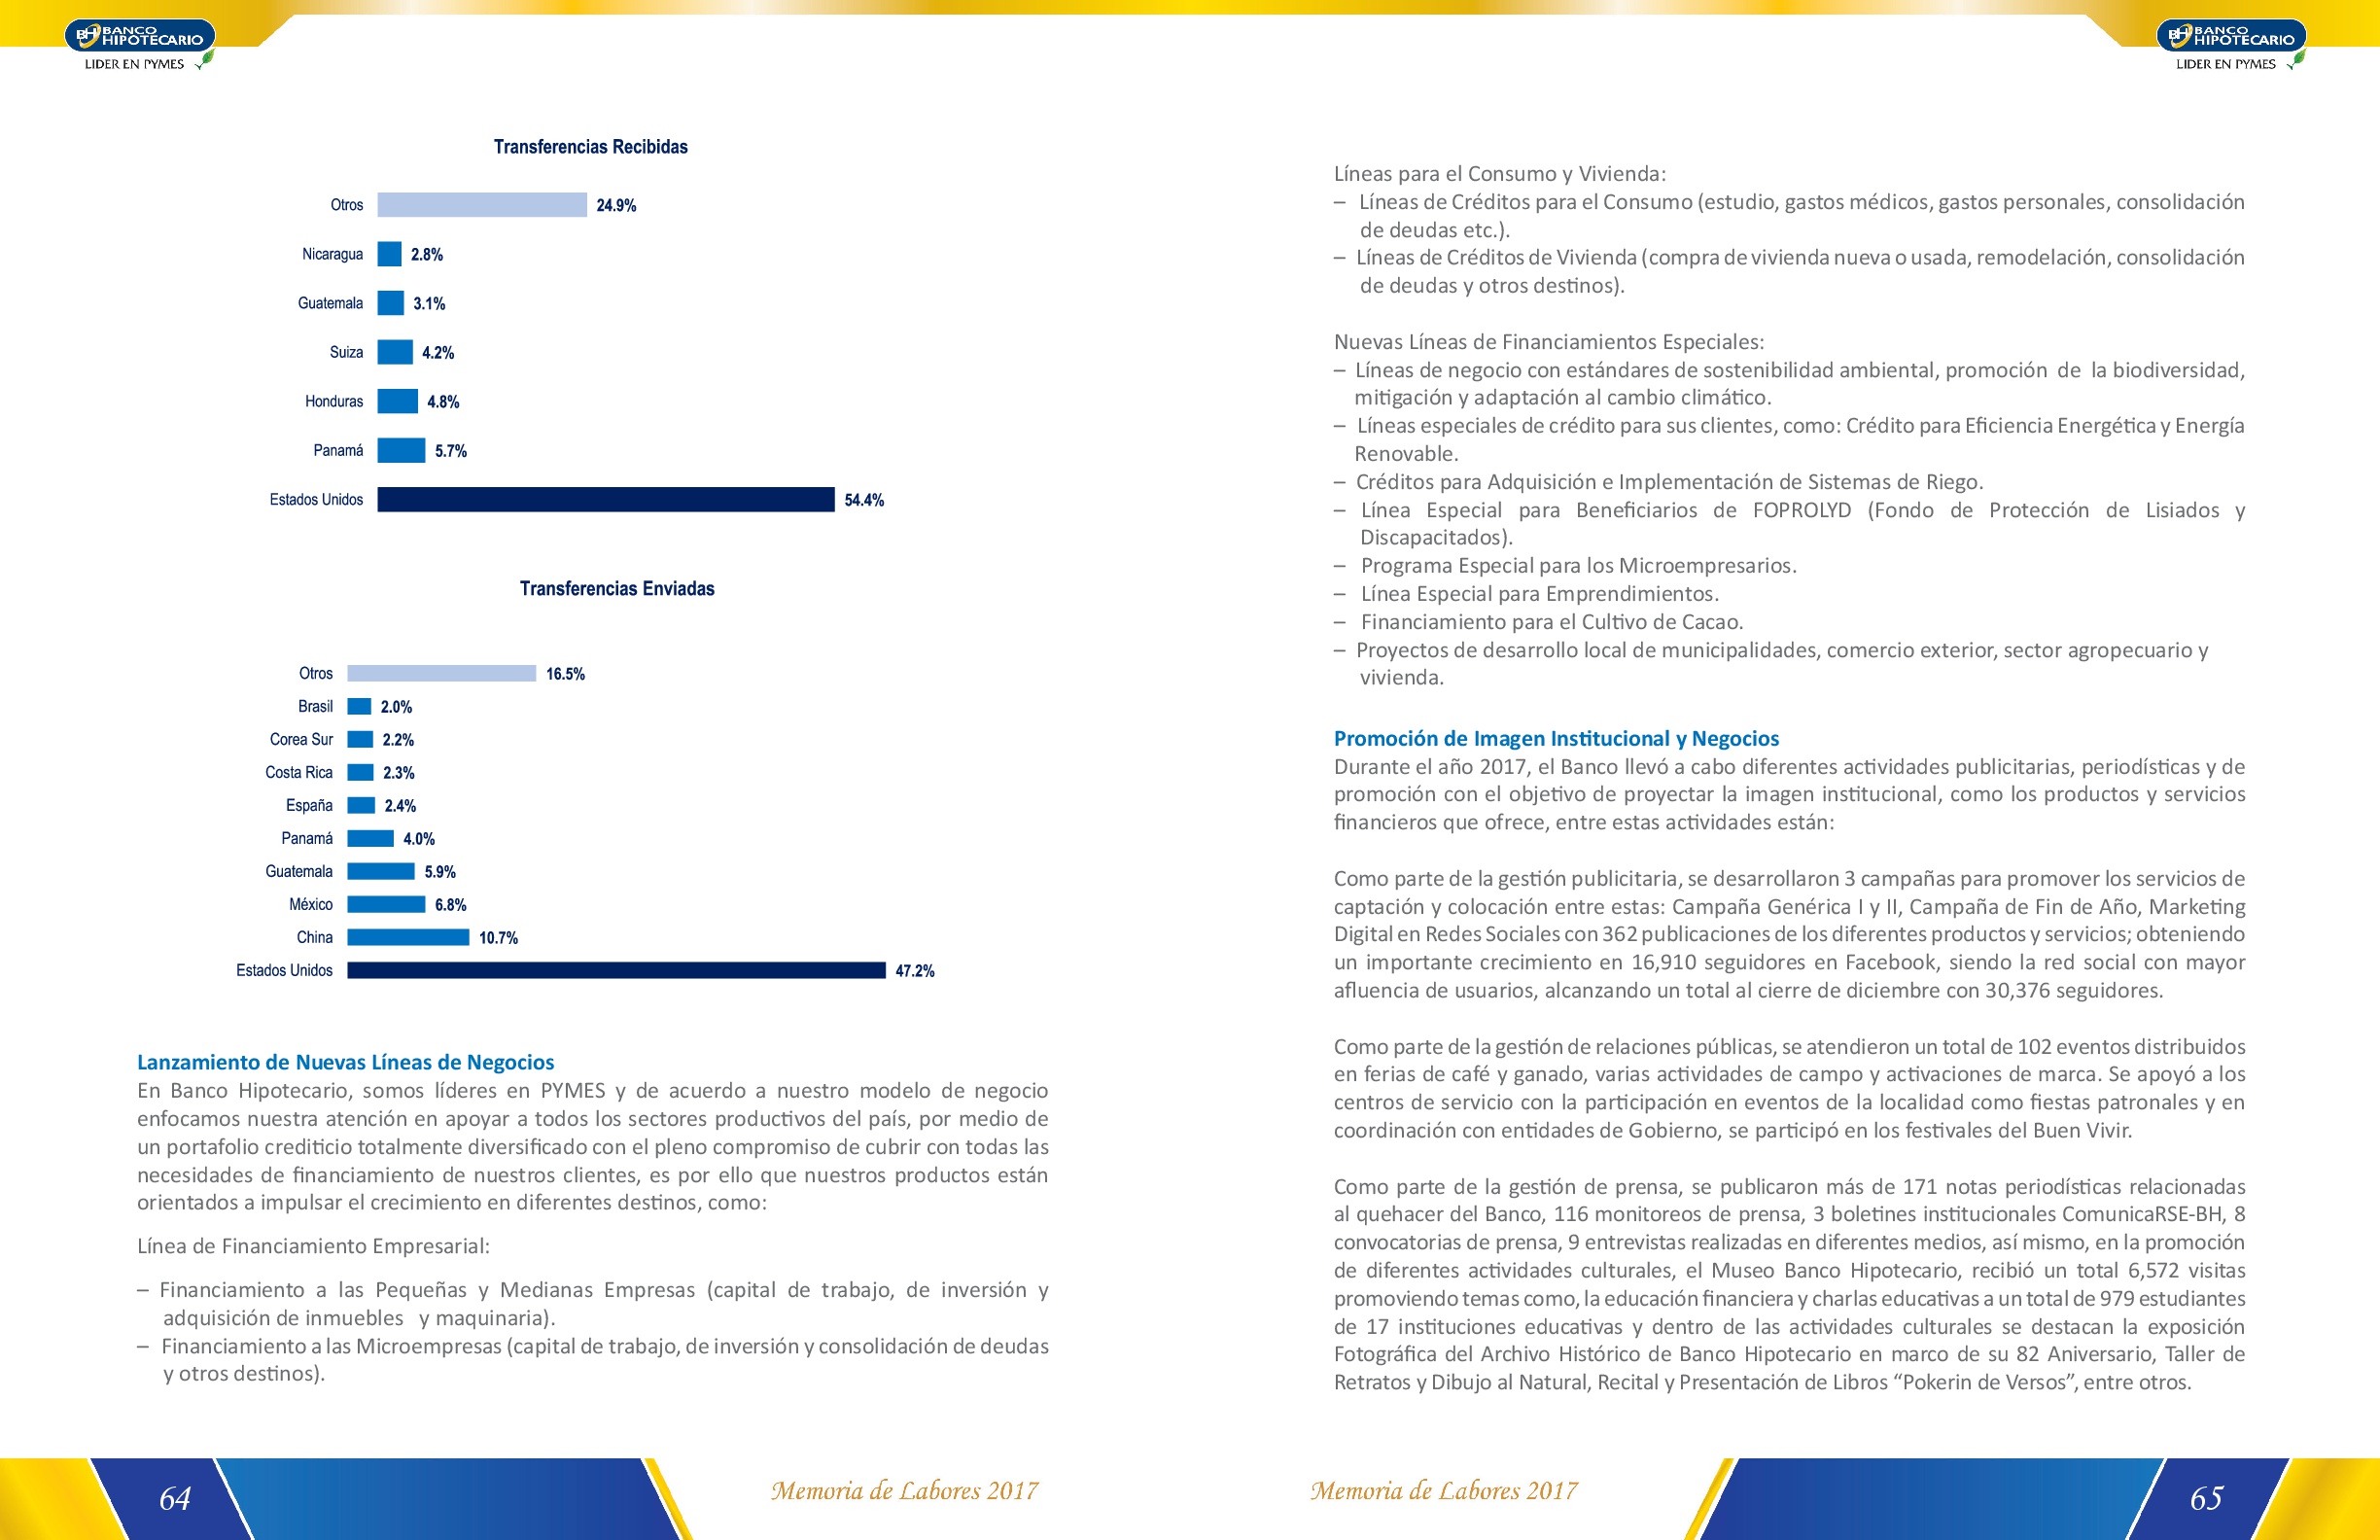 BH BANCO
HIPOTECARIO
LIDER EN PYMES
Transferencias Recibidas
Otros 24.9%
Nicaragua 2.8%
Guatemala 3.1%
Suiza 4.2%
Honduras 4.8%
Panamá 5.7%
Estados Unidos 54.4%
Transferencias Enviadas
Otros 16.5%
Brasil 2.0%
Corea Sur 2.2%
Costa Rica 2.3%
España 2.4%
Panamá 4.0%
Guatemala 5.9%
México 6.8%
China 10.7%
Estados Unidos 47.2%
Lanzamiento de Nuevas Líneas de Negocios
En Banco Hipotecario, somos líderes en PYMES y de acuerdo a nuestro modelo de negocio
enfocamos nuestra atención en apoyar a todos los sectores productivos del país, por medio de
un portafolio crediticio totalmente diversificado con el pleno compromiso de cubrir con todas las
necesidades de financiamiento de nuestros clientes, es por ello que nuestros productos están
orientados a impulsar el crecimiento en diferentes destinos, como:
Línea de Financiamiento Empresarial:
– Financiamiento a las Pequeñas y Medianas Empresas (capital de trabajo, de inversión y
adquisición de inmuebles y maquinaria).
– Financiamiento a las Microempresas (capital de trabajo, de inversión y consolidación de deudas
y otros destinos).
64
Memoria de Labores 2017
BH BANCO
HIPOTECARIO
LIDER EN PYMES
Líneas para el Consumo y Vivienda:
– Líneas de Créditos para el Consumo (estudio, gastos médicos, gastos personales, consolidación
de deudas etc.).
– Líneas de Créditos de Vivienda (compra de vivienda nueva o usada, remodelación, consolidación
de deudas y otros destinos).
Nuevas Líneas de Financiamientos Especiales:
– Líneas de negocio con estándares de sostenibilidad ambiental, promoción de la biodiversidad,
mitigación y adaptación al cambio climático.
– Líneas especiales de crédito para sus clientes, como: Crédito para Eficiencia Energética y Energía
Renovable.
– Créditos para Adquisición e Implementación de Sistemas de Riego.
– Línea Especial para Beneficiarios de FOPROLYD (Fondo de Protección de Lisiados y
Discapacitados).
– Programa Especial para los Microempresarios.
– Línea Especial para Emprendimientos.
– Financiamiento para el Cultivo de Cacao.
– Proyectos de desarrollo local de municipalidades, comercio exterior, sector agropecuario y
vivienda.
Promoción de Imagen Institucional y Negocios
Durante el año 2017, el Banco llevó a cabo diferentes actividades publicitarias, periodísticas y de
promoción con el objetivo de proyectar la imagen institucional, como los productos y servicios
financieros que ofrece, entre estas actividades están:
Como parte de la gestión publicitaria, se desarrollaron 3 campañas para promover los servicios de
captación y colocación entre estas: Campaña Genérica I y II, Campaña de Fin de Año, Marketing
Digital en Redes Sociales con 362 publicaciones de los diferentes productos y servicios; obteniendo
un importante crecimiento en 16,910 seguidores en Facebook, siendo la red social con mayor
afluencia de usuarios, alcanzando un total al cierre de diciembre con 30,376 seguidores.
Como parte de la gestión de relaciones públicas, se atendieron un total de 102 eventos distribuidos
en ferias de café y ganado, varias actividades de campo y activaciones de marca. Se apoyó a los
centros de servicio con la participación en eventos de la localidad como fiestas patronales y en
coordinación con entidades de Gobierno, se participó en los festivales del Buen Vivir.
Como parte de la gestión de prensa, se publicaron más de 171 notas periodísticas relacionadas
al quehacer del Banco, 116 monitoreos de prensa, 3 boletines institucionales ComunicaRSE-BH, 8
convocatorias de prensa, 9 entrevistas realizadas en diferentes medios, así mismo, en la promoción
de diferentes actividades culturales, el Museo Banco Hipotecario, recibió un total 6,572 visitas
promoviendo temas como, la educación financiera y charlas educativas a un total de 979 estudiantes
de 17 instituciones educativas y dentro de las actividades culturales se destacan la exposición
Fotográfica del Archivo Histórico de Banco Hipotecario en marco de su 82 Aniversario, Taller de
Retratos y Dibujo al Natural, Recital y Presentación de Libros “Pokerin de Versos”, entre otros.
Memoria de Labores 2017
65